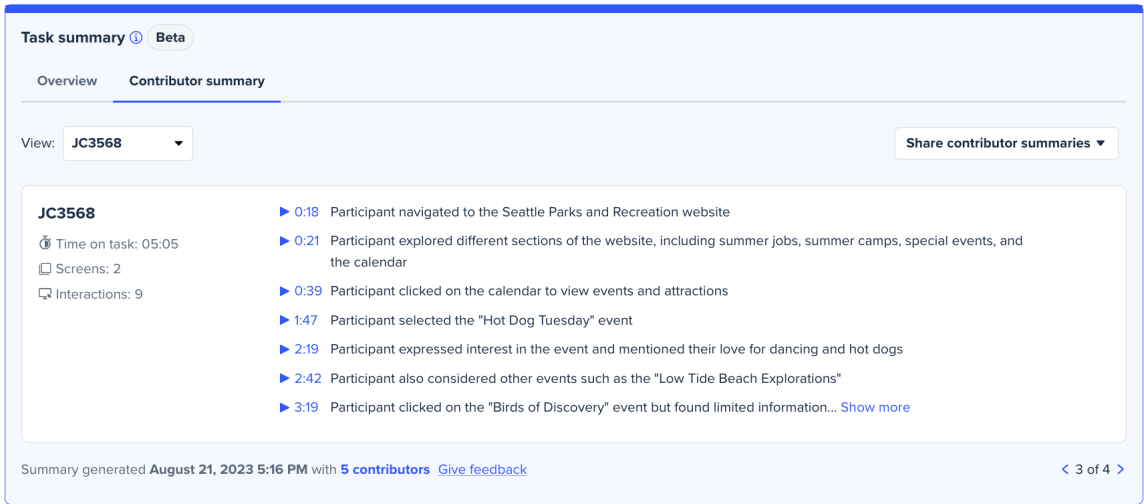 Task summary Beta
Overview Contributor summary
View: JC3568 Share contributor summaries
JC3568
Time on task: 05:05
Screens: 2
Interactions: 9
0:18 Participant navigated to the Seattle Parks and Recreation website
0:21 Participant explored different sections of the website, including summer jobs, summer camps, special events, and
the calendar
0:39 Participant clicked on the calendar to view events and attractions
1:47 Participant selected the "Hot Dog Tuesday" event
2:19 Participant expressed interest in the event and mentioned their love for dancing and hot dogs
2:42 Participant also considered other events such as the "Low Tide Beach Explorations"
3:19 Participant clicked on the "Birds of Discovery" event but found limited information... Show more
Summary generated August 21, 2023 5:16 PM with 5 contributors Give feedback
< 3 of 4 >